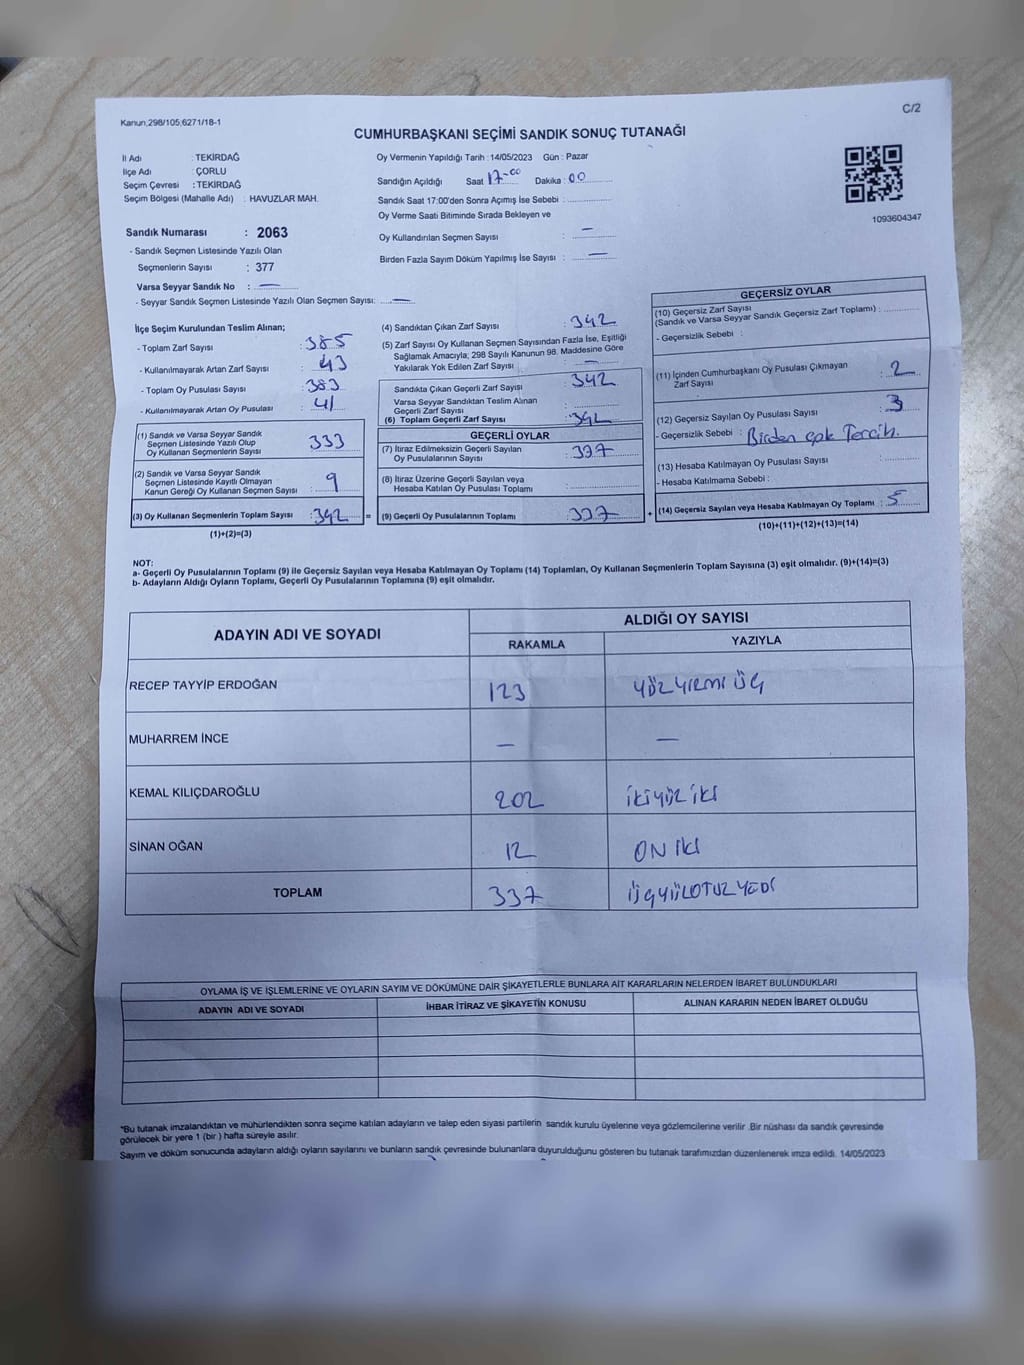 Kanun,298/105,6271/18-1
C/2
CUMHURBAŞKANI SEÇİMİ SANDIK SONUÇ TUTANAĞI
İl Adı : TEKİRDAĞ
İlçe Adı : ÇORLU
Seçim Çevresi : TEKİRDAĞ
Seçim Bölgesi (Mahalle Adı) : HAVUZLAR MAH.
Oy Vermenin Yapıldığı Tarih : 14/05/2023 Gün : Pazar
Sandığın Açıldığı Saat 17-00 Dakika : 00
Sandık Saat 17:00'den Sonra Açımış İse Sebebi :
Oy Verme Saati Bitiminde Sırada Bekleyen ve
Oy Kullandırılan Seçmen Sayısı : —
Birden Fazla Sayım Döküm Yapılmış İse Sayısı : —
1093604347
Sandık Numarası : 2063
- Sandık Seçmen Listesinde Yazılı Olan
Seçmenlerin Sayısı : 377
Varsa Seyyar Sandık No : —
- Seyyar Sandık Seçmen Listesinde Yazılı Olan Seçmen Sayısı: —
İlçe Seçim Kurulundan Teslim Alınan;
- Toplam Zarf Sayısı : 385
- Kullanılmayarak Artan Zarf Sayısı : 43
- Toplam Oy Pusulası Sayısı : 383
- Kullanılmayarak Artan Oy Pusulası : 41
(1) Sandık ve Varsa Seyyar Sandık
Seçmen Listesinde Yazılı Olup
Oy Kullanan Seçmenlerin Sayısı 333
(2) Sandık ve Varsa Seyyar Sandık
Seçmen Listesinde Kayıtlı Olmayan
Kanun Gereği Oy Kullanan Seçmen Sayısı : 9
(3) Oy Kullanan Seçmenlerin Toplam Sayısı : 342 =
(1)+(2)=(3)
(4) Sandıktan Çıkan Zarf Sayısı : 342
(5) Zarf Sayısı Oy Kullanan Seçmen Sayısından Fazla İse, Eşitliği
Sağlamak Amacıyla; 298 Sayılı Kanunun 98. Maddesine Göre
Yakılarak Yok Edilen Zarf Sayısı : —
Sandıkta Çıkan Geçerli Zarf Sayısı : 342
Varsa Seyyar Sandıktan Teslim Alınan
Geçerli Zarf Sayısı :
(6) Toplam Geçerli Zarf Sayısı : 342
GEÇERLİ OYLAR
(7) İtiraz Edilmeksizin Geçerli Sayılan
Oy Pusulalarının Sayısı : 337
(8) İtiraz Üzerine Geçerli Sayılan veya
Hesaba Katılan Oy Pusulası Toplamı :
(9) Geçerli Oy Pusulalarının Toplamı : 337 +
GEÇERSİZ OYLAR
(10) Geçersiz Zarf Sayısı
(Sandık ve Varsa Seyyar Sandık Geçersiz Zarf Toplamı) :
- Geçersizlik Sebebi :
(11) İçinden Cumhurbaşkanı Oy Pusulası Çıkmayan
Zarf Sayısı : 2
(12) Geçersiz Sayılan Oy Pusulası Sayısı : 3
- Geçersizlik Sebebi : Birden çok Tercih.
(13) Hesaba Katılmayan Oy Pusulası Sayısı :
- Hesaba Katılmama Sebebi :
(14) Geçersiz Sayılan veya Hesaba Katılmayan Oy Toplamı : 5
(10)+(11)+(12)+(13)=(14)
NOT:
a- Geçerli Oy Pusulalarının Toplamı (9) ile Geçersiz Sayılan veya Hesaba Katılmayan Oy Toplamı (14) Toplamları, Oy Kullanan Seçmenlerin Toplam Sayısına (3) eşit olmalıdır. (9)+(14)=(3)
b- Adayların Aldığı Oyların Toplamı, Geçerli Oy Pusulalarının Toplamına (9) eşit olmalıdır.
ADAYIN ADI VE SOYADI ALDIĞI OY SAYISI
RAKAMLA YAZIYLA
RECEP TAYYİP ERDOĞAN 123 YÜZYİRMİ ÜÇ
MUHARREM İNCE — —
KEMAL KILIÇDAROĞLU 202 İKİYÜZ İKİ
SİNAN OĞAN 12 ON İKİ
TOPLAM 337 ÜÇYÜZOTUZYEDİ
OYLAMA İŞ VE İŞLEMLERİNE VE OYLARIN SAYIM VE DÖKÜMÜNE DAİR ŞİKAYETLERLE BUNLARA AİT KARARLARIN NELERDEN İBARET BULUNDUKLARI
ADAYIN ADI VE SOYADI İHBAR İTİRAZ VE ŞİKAYETİN KONUSU ALINAN KARARIN NEDEN İBARET OLDUĞU
*Bu tutanak imzalandıktan ve mühürlendikten sonra seçime katılan adayların ve talep eden siyasi partilerin sandık kurulu üyelerine veya gözlemcilerine verilir .Bir nüshası da sandık çevresinde
görülecek bir yere 1 (bir ) hafta süreyle asılır.
Sayım ve döküm sonucunda adayların aldığı oyların sayılarını ve bunların sandık çevresinde bulunanlara duyurulduğunu gösteren bu tutanak tarafımızdan düzenlenerek imza edildi. 14/05/2023